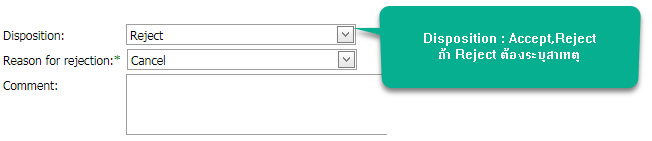 Disposition: Reject
Reason for rejection:* Cancel
Comment:
Disposition : Accept,Reject
ถ้า Reject ต้องระบุสาเหตุ